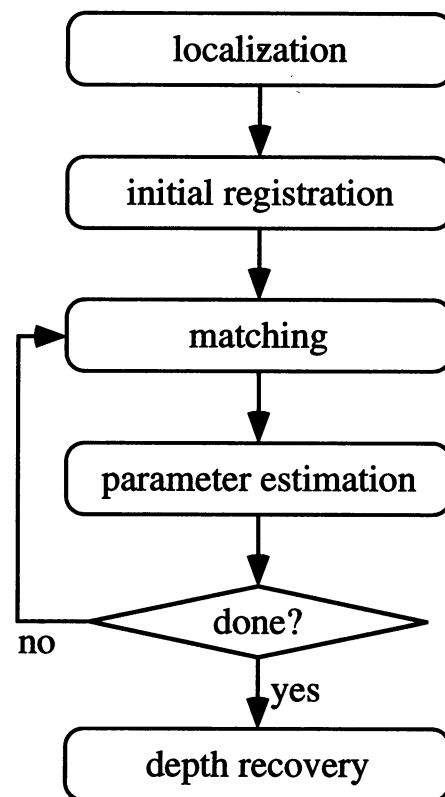 localization
initial registration
matching
parameter estimation
done?
no
yes
depth recovery